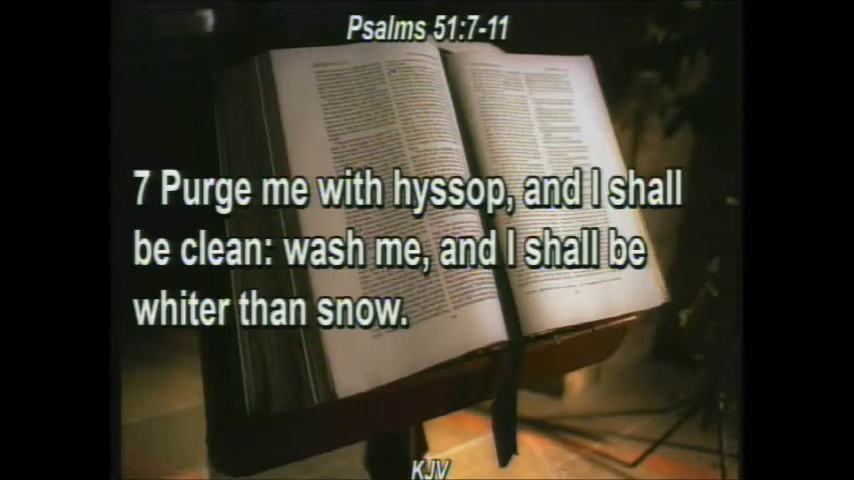 Psalms 51:7-11
7 Purge me with hyssop, and I shall
be clean: wash me, and I shall be
whiter than snow.
KJV